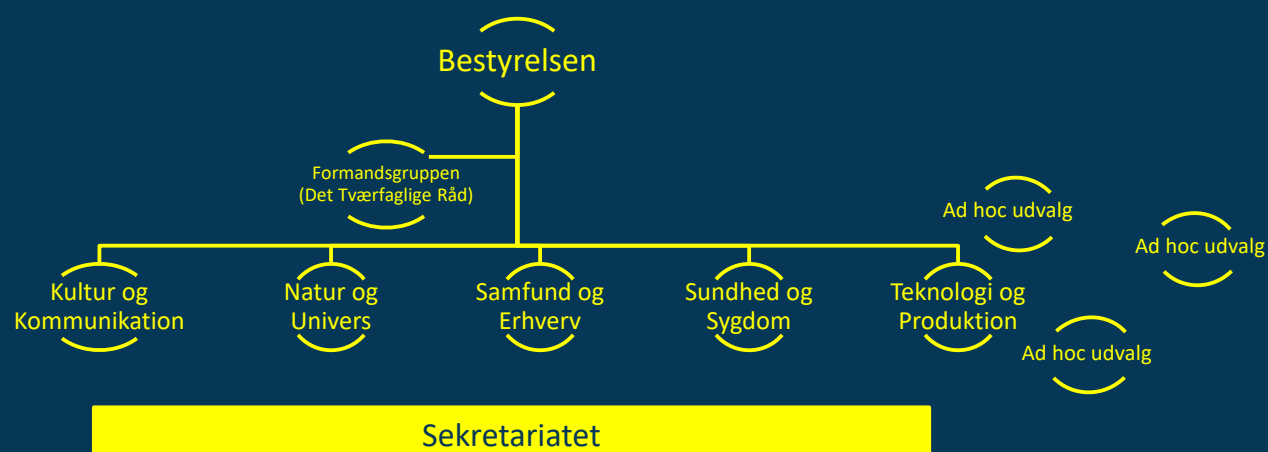 Bestyrelsen
Formandsgruppen
(Det Tværfaglige Råd)
Ad hoc udvalg
Ad hoc udvalg
Kultur og
Kommunikation
Natur og
Univers
Samfund og
Erhverv
Sundhed og
Sygdom
Teknologi og
Produktion
Ad hoc udvalg
Sekretariatet